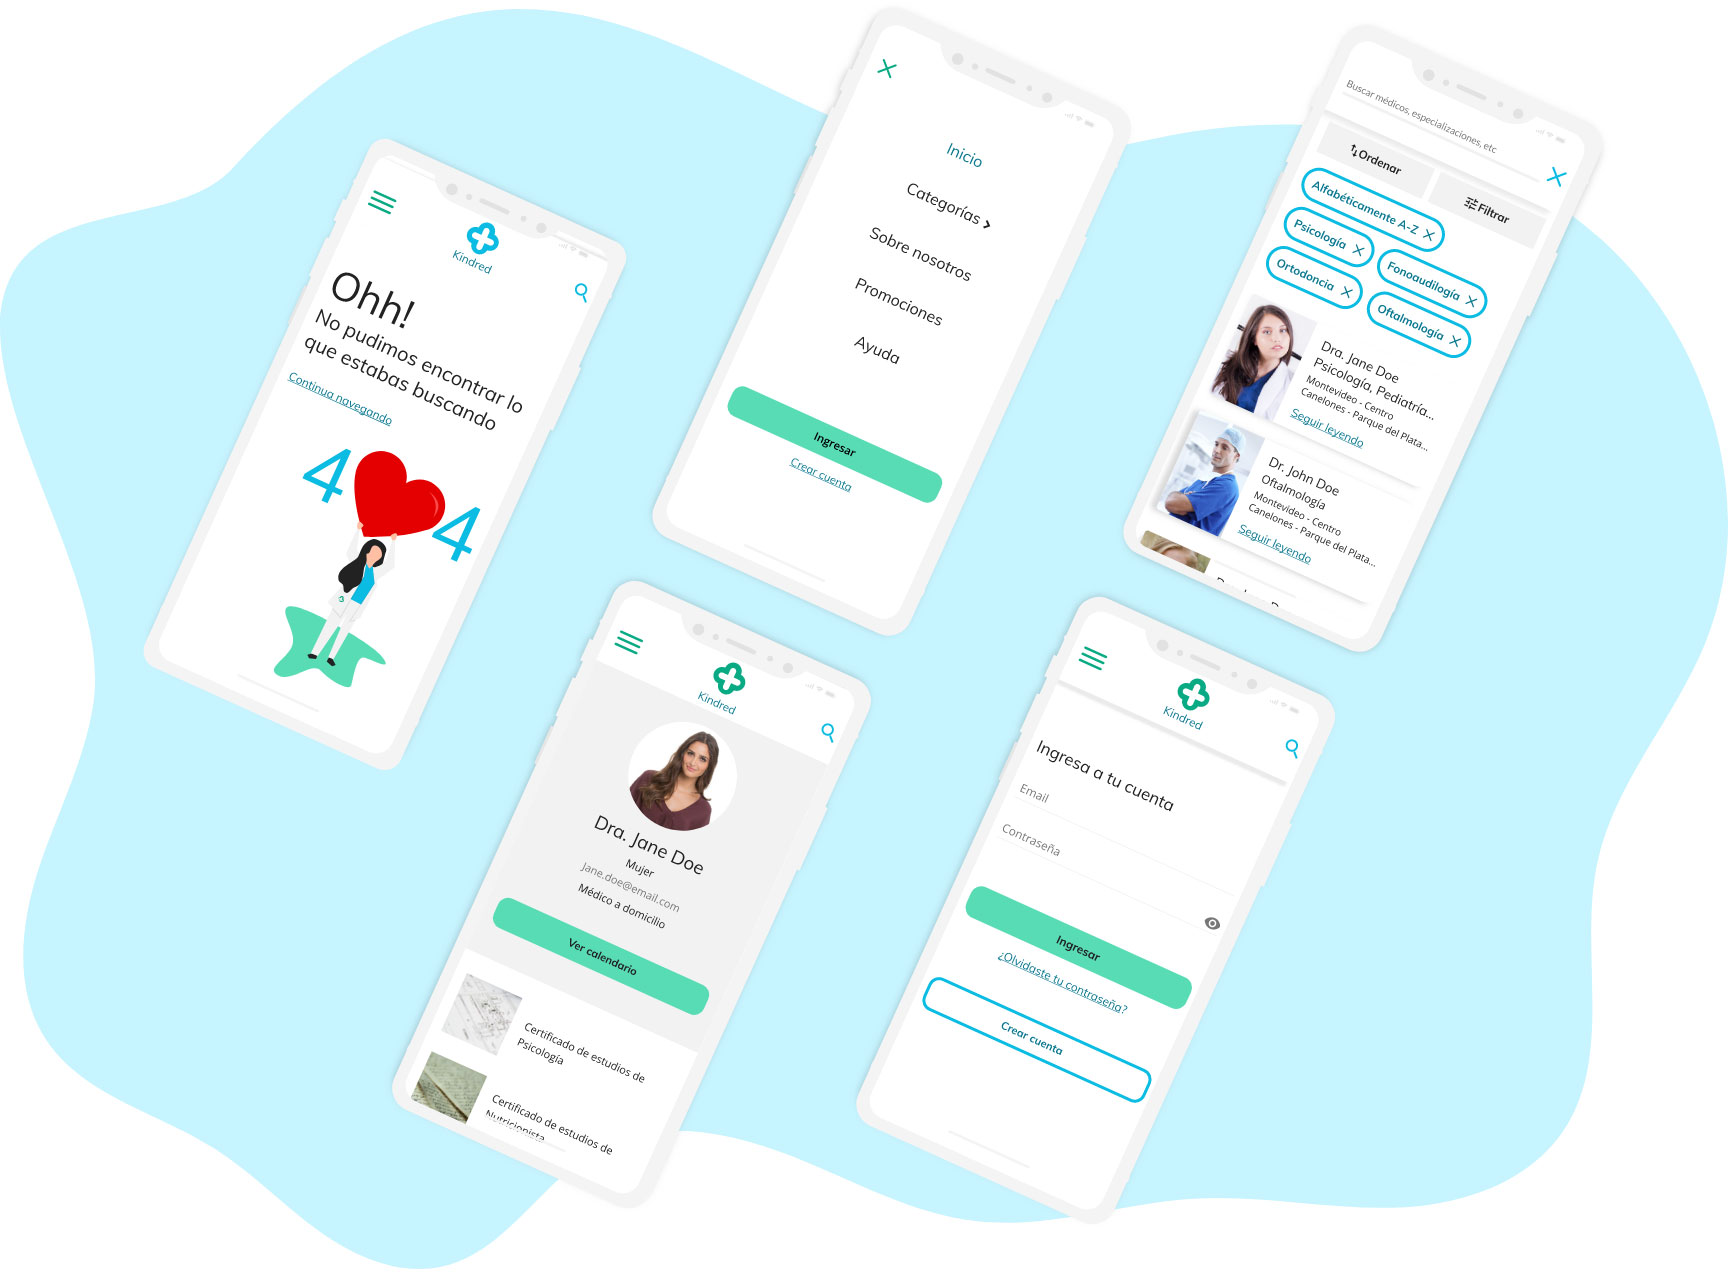 Kindred
Ohh!
No pudimos encontrar lo
que estabas buscando
Continua navegando
4 4
Inicio
Categorías
Sobre nosotros
Promociones
Ayuda
Ingresar
Crear cuenta
Buscar médicos, especializaciones, etc
Ordenar
Filtrar
Alfabéticamente A-Z
Psicología
Fonoaudilogía
Ortodoncia
Oftalmología
Dra. Jane Doe
Psicología, Pediatría...
Montevideo - Centro
Canelones - Parque del Plata...
Seguir leyendo
Dr. John Doe
Oftalmología
Montevideo - Centro
Canelones - Parque del Plata...
Seguir leyendo
Kindred
Dra. Jane Doe
Mujer
Jane.doe@email.com
Médico a domicilio
Ver calendario
Certificado de estudios de
Psicología
Certificado de estudios de
Nutricionista
Kindred
Ingresa a tu cuenta
Email
Contraseña
Ingresar
¿Olvidaste tu contraseña?
Crear cuenta